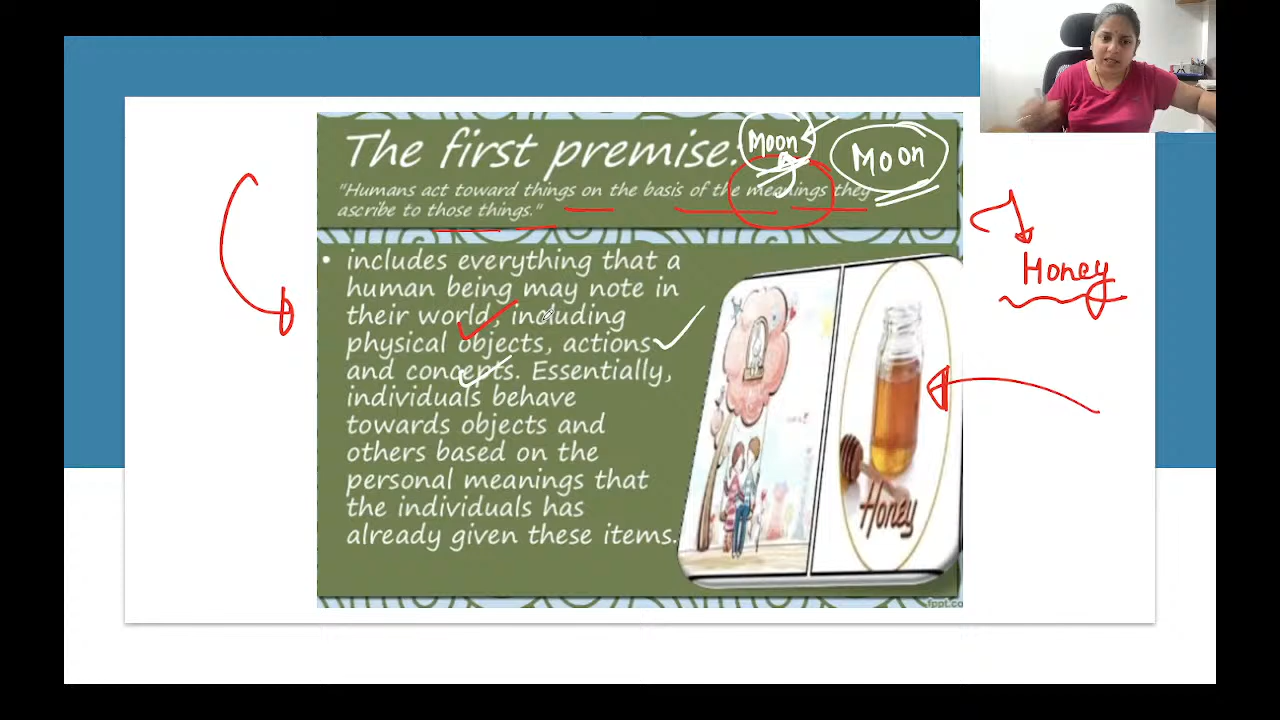 The first premise: Moon Moon
"Humans act toward things on the basis of the meanings they
ascribe to those things."
• includes everything that a
human being may note in
their world, including
physical objects, actions
and concepts. Essentially,
individuals behave
towards objects and
others based on the
personal meanings that
the individuals has
already given these items.
Honey
Honey
fppt.co